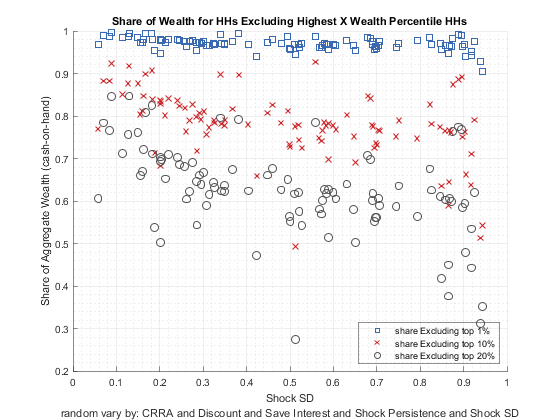 Share of Wealth for HHs Excluding Highest X Wealth Percentile HHs
1
0.9
0.8
0.7
0.6
0.5
0.4
0.3
0.2
Share of Aggregate Wealth (cash-on-hand)
share Excluding top 1%
share Excluding top 10%
share Excluding top 20%
0 0.1 0.2 0.3 0.4 0.5 0.6 0.7 0.8 0.9 1
Shock SD
random vary by: CRRA and Discount and Save Interest and Shock Persistence and Shock SD